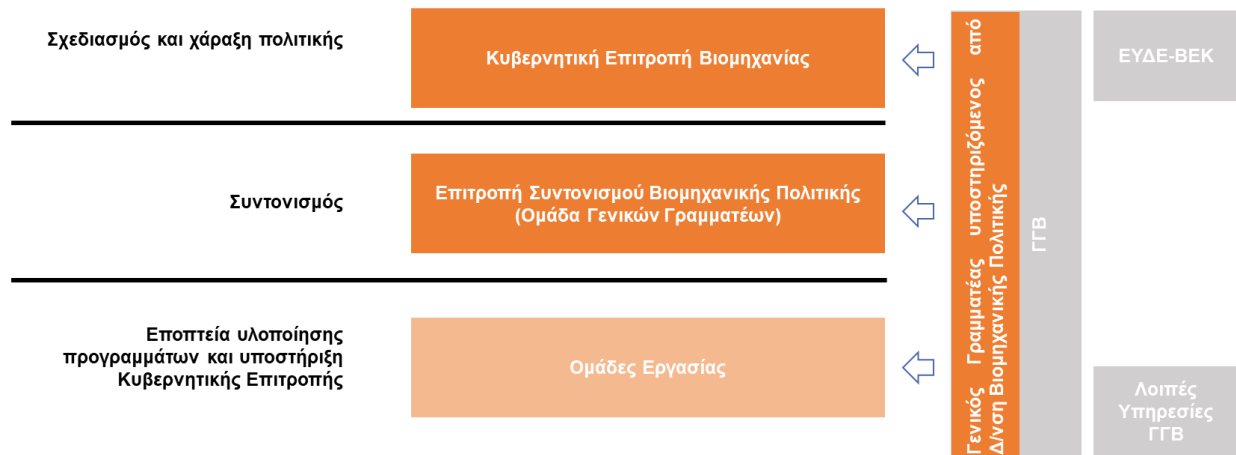 Σχεδιασμός και χάραξη πολιτικής
Κυβερνητική Επιτροπή Βιομηχανίας
ΕΥΔΕ-ΒΕΚ
Συντονισμός
Επιτροπή Συντονισμού Βιομηχανικής Πολιτικής
(Ομάδα Γενικών Γραμματέων)
Εποπτεία υλοποίησης
προγραμμάτων και υποστήριξη
Κυβερνητικής Επιτροπής
Ομάδες Εργασίας
Γενικός Γραμματέας υποστηριζόμενος από
Δ/νση Βιομηχανικής Πολιτικής
ΓΓΒ
Λοιπές
Υπηρεσίες
ΓΓΒ